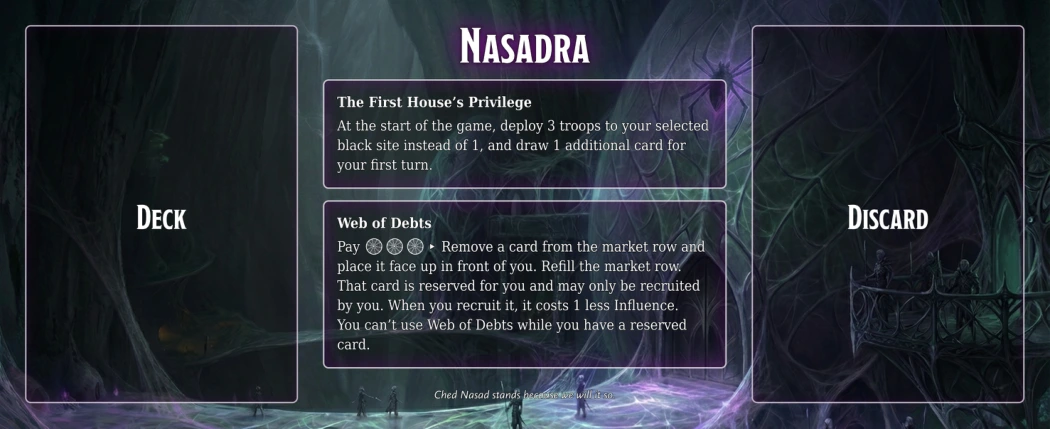 Nasadra
The First House's Privilege
At the start of the game, deploy 3 troops to your selected
black site instead of 1, and draw 1 additional card for
your first turn.
Deck
Discard
Web of Debts
Pay ▸ Remove a card from the market row and
place it face up in front of you. Refill the market row.
That card is reserved for you and may only be recruited
by you. When you recruit it, it costs 1 less Influence.
You can't use Web of Debts while you have a reserved
card.
Ched Nasad stands because we will it so.